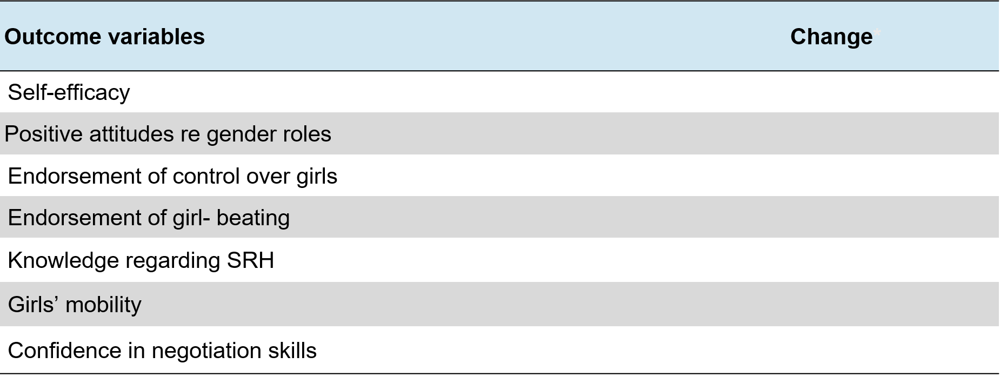 Outcome variables Change*
Self-efficacy
Positive attitudes re gender roles
Endorsement of control over girls
Endorsement of girl- beating
Knowledge regarding SRH
Girls’ mobility
Confidence in negotiation skills